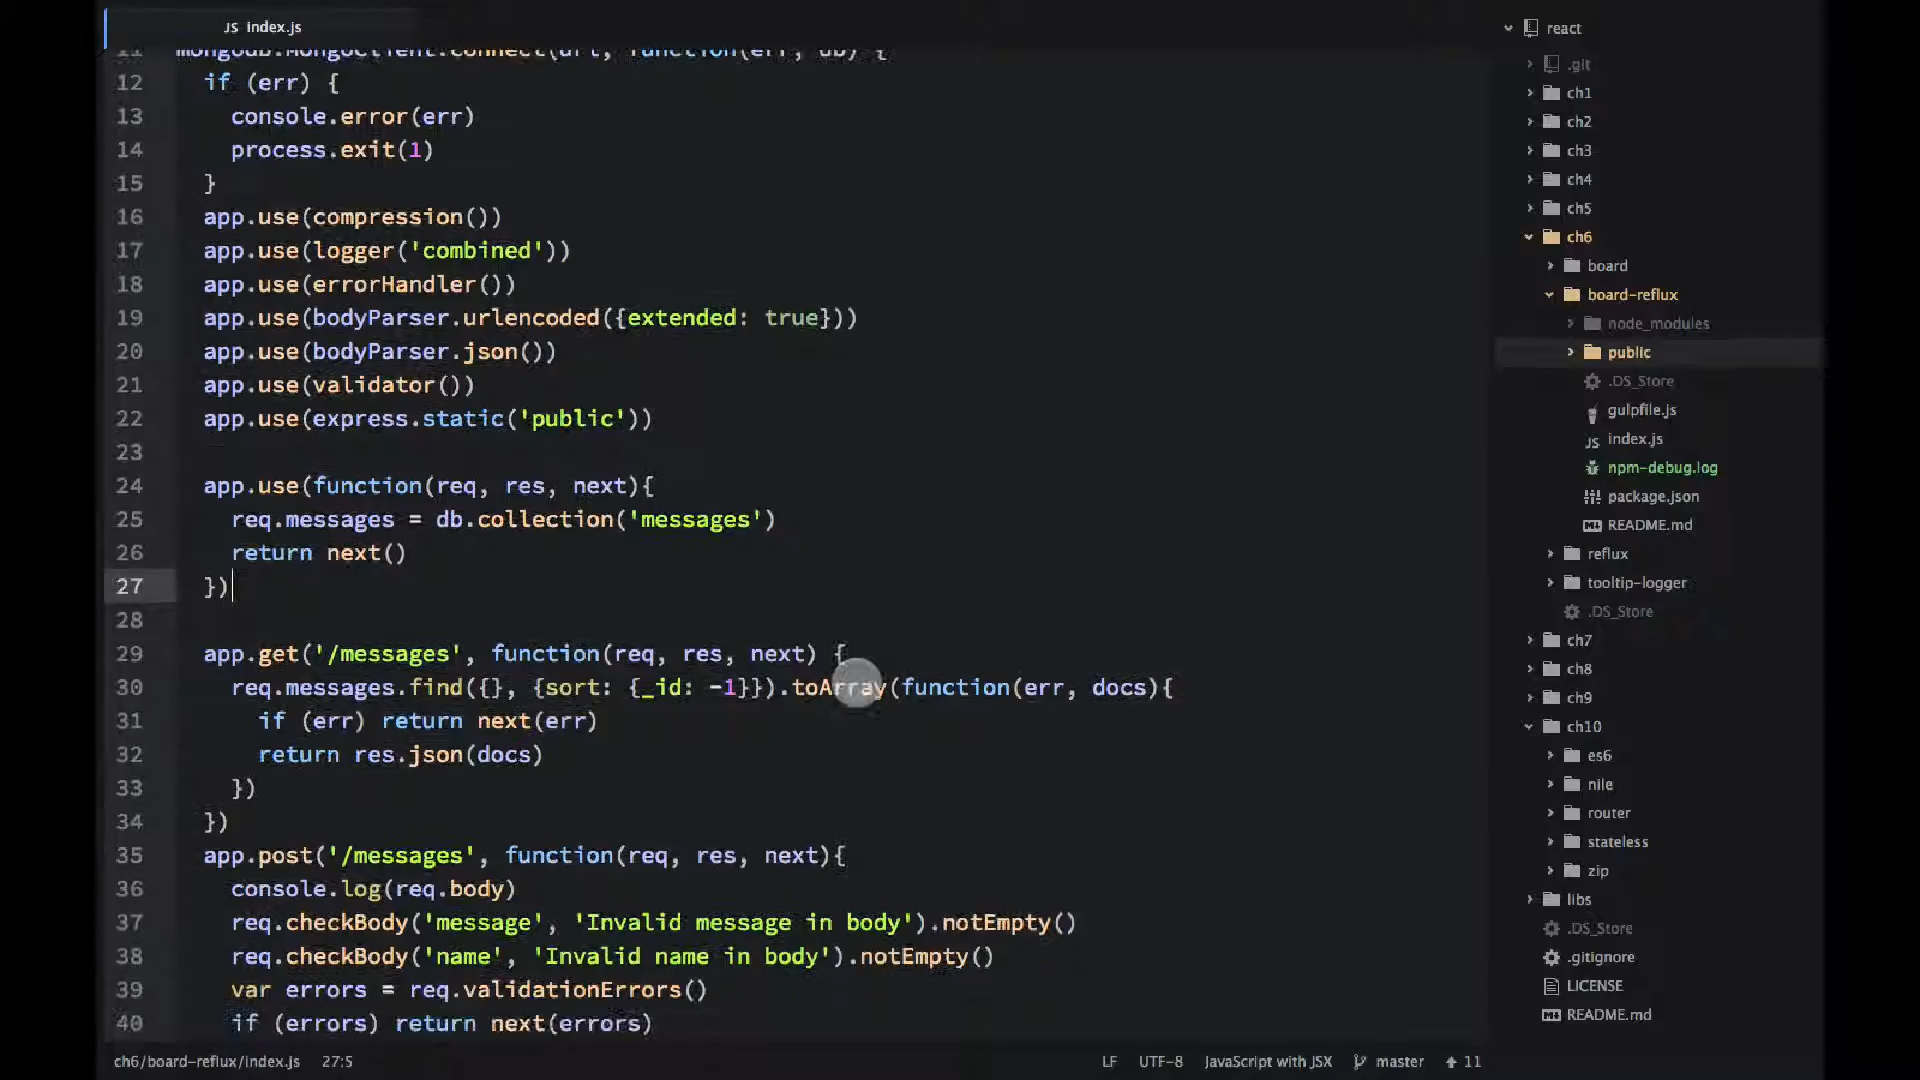 index.js
11 mongodb.MongoClient.connect(url, function(err, db) {
12 if (err) {
13 console.error(err)
14 process.exit(1)
15 }
16 app.use(compression())
17 app.use(logger('combined'))
18 app.use(errorHandler())
19 app.use(bodyParser.urlencoded({extended: true}))
20 app.use(bodyParser.json())
21 app.use(validator())
22 app.use(express.static('public'))
23
24 app.use(function(req, res, next){
25 req.messages = db.collection('messages')
26 return next()
27 })
28
29 app.get('/messages', function(req, res, next) {
30 req.messages.find({}, {sort: {_id: -1}}).toArray(function(err, docs){
31 if (err) return next(err)
32 return res.json(docs)
33 })
34 })
35 app.post('/messages', function(req, res, next){
36 console.log(req.body)
37 req.checkBody('message', 'Invalid message in body').notEmpty()
38 req.checkBody('name', 'Invalid name in body').notEmpty()
39 var errors = req.validationErrors()
40 if (errors) return next(errors)
ch6/board-reflux/index.js 27:5 LF UTF-8 JavaScript with JSX master 11
react
.git
ch1
ch2
ch3
ch4
ch5
ch6
board
board-reflux
node_modules
public
.DS_Store
gulpfile.js
JS index.js
npm-debug.log
package.json
README.md
reflux
tooltip-logger
.DS_Store
ch7
ch8
ch9
ch10
es6
nile
router
stateless
zip
libs
.DS_Store
.gitignore
LICENSE
README.md